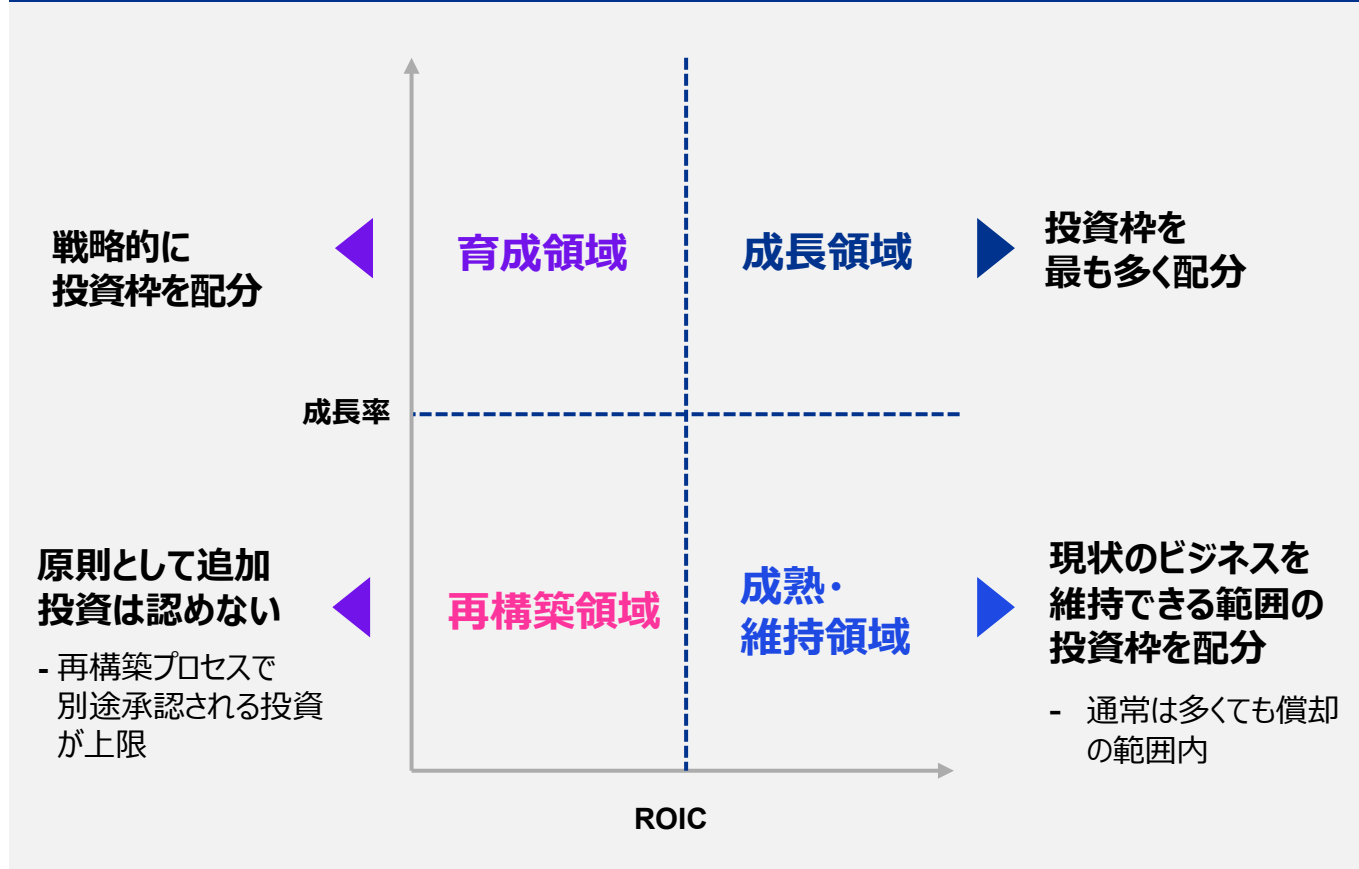 戦略的に
投資枠を配分
育成領域
成長領域
投資枠を
最も多く配分
成長率
原則として追加
投資は認めない
- 再構築プロセスで
別途承認される投資
が上限
再構築領域
成熟・
維持領域
現状のビジネスを
維持できる範囲の
投資枠を配分
- 通常は多くても償却
の範囲内
ROIC